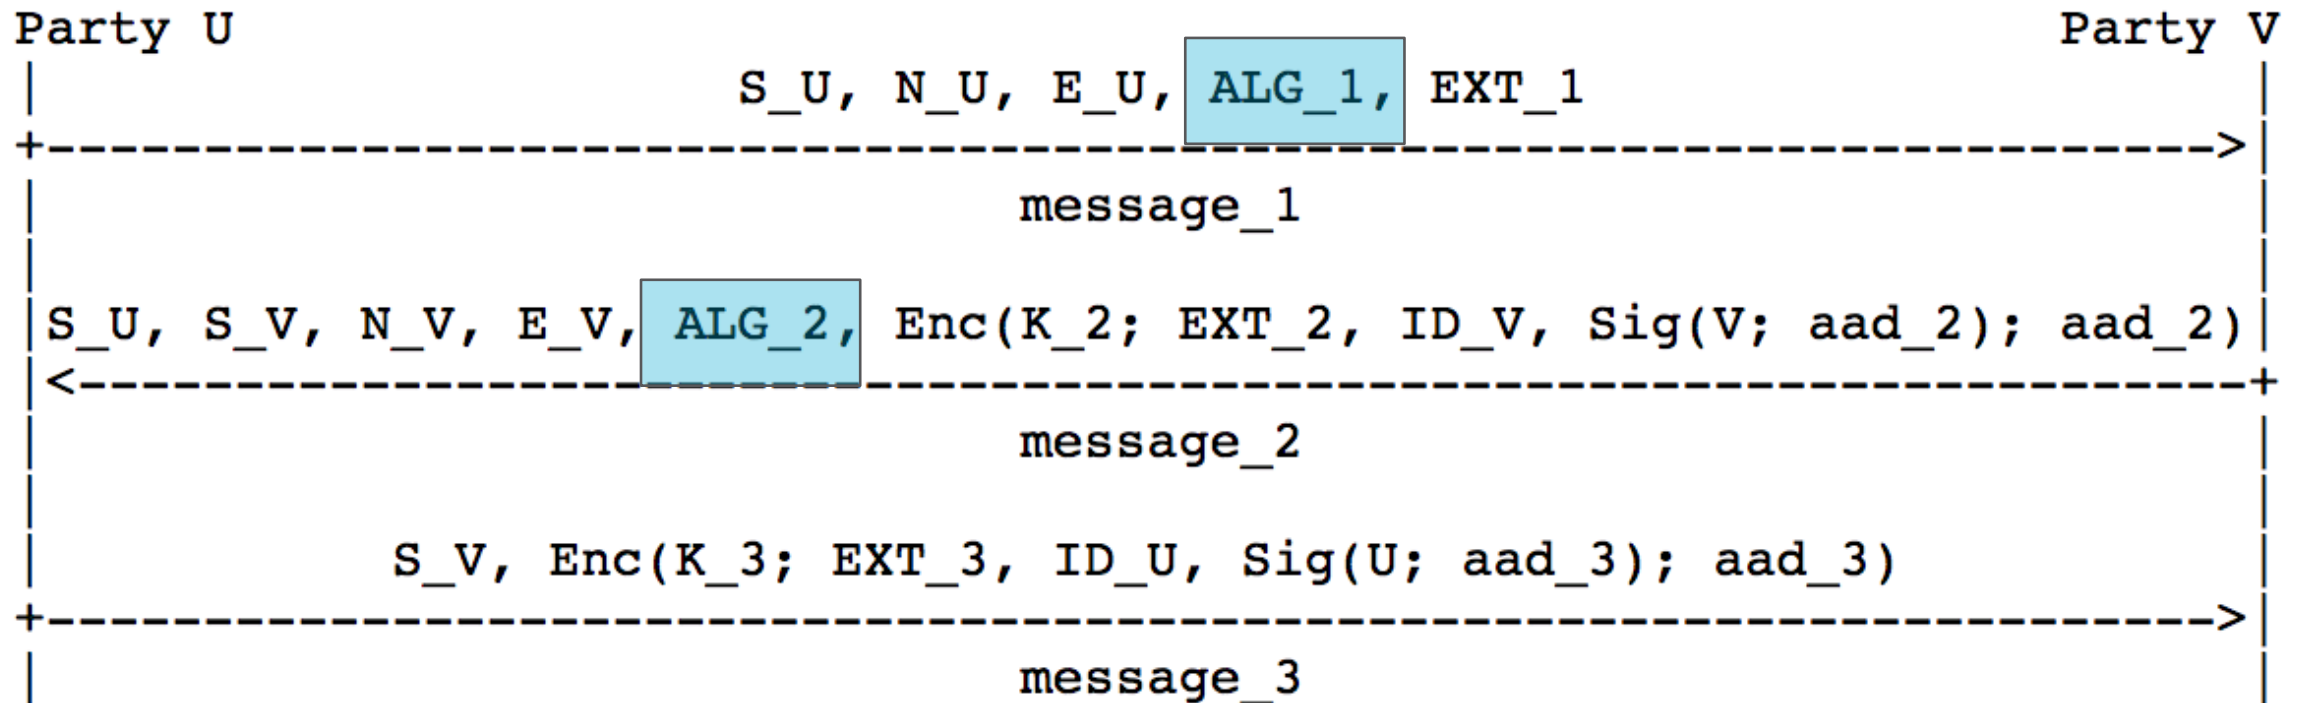 Party U Party V
| S_U, N_U, E_U, ALG_1, EXT_1 |
+---------------------------------------------------------------------->|
| message_1 |
| |
|S_U, S_V, N_V, E_V, ALG_2, Enc(K_2; EXT_2, ID_V, Sig(V; aad_2); aad_2)|
|<----------------------------------------------------------------------+
| message_2 |
| |
| S_V, Enc(K_3; EXT_3, ID_U, Sig(U; aad_3); aad_3) |
+---------------------------------------------------------------------->|
| message_3 |